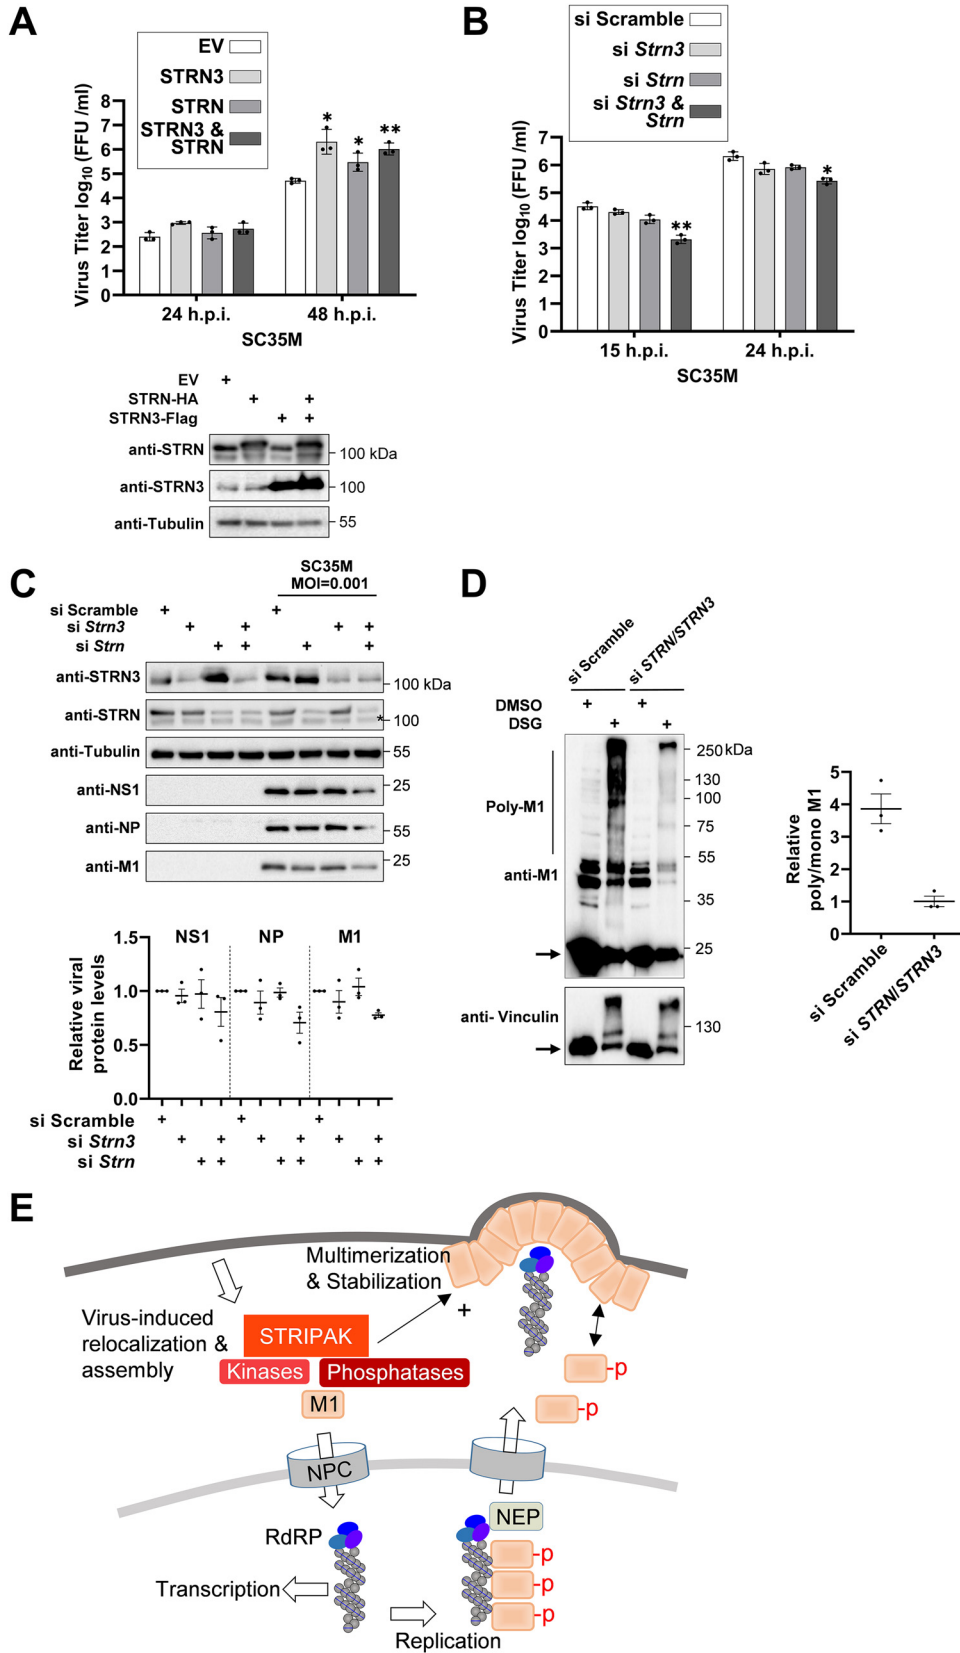 A
EV
STRN3
STRN
STRN3 &
STRN
Virus Titer log10 (FFU /ml)
8
7
6
5
4
3
2
1
0
* * **
24 h.p.i. 48 h.p.i.
SC35M
EV +
STRN-HA + +
STRN3-Flag + +
anti-STRN 100 kDa
anti-STRN3 100
anti-Tubulin 55
B
si Scramble
si Strn3
si Strn
si Strn3 &
Strn
Virus Titer log10 (FFU /ml)
7
6
5
4
3
2
1
0
** *
15 h.p.i. 24 h.p.i.
SC35M
C
SC35M
MOI=0.001
si Scramble + +
si Strn3 + + + +
si Strn + + + +
anti-STRN3 100 kDa
anti-STRN * 100
anti-Tubulin 55
anti-NS1 25
anti-NP 55
anti-M1 25
Relative viral
protein levels
1.5
1.0
0.5
0.0
NS1 NP M1
si Scramble + + +
si Strn3 + + + + + +
si Strn + + + + + +
D
si Scramble
si STRN/STRN3
DMSO + +
DSG + +
250 kDa
130
100
75
55
35
25
Poly-M1
anti-M1
anti- Vinculin
130
Relative
poly/mono M1
5
4
3
2
1
0
si Scramble
si STRN/STRN3
E
Multimerization
& Stabilization
+
Virus-induced
relocalization &
assembly
STRIPAK
Kinases
Phosphatases
M1
-p
-p
NPC
RdRP
NEP
-p
-p
-p
Transcription
Replication